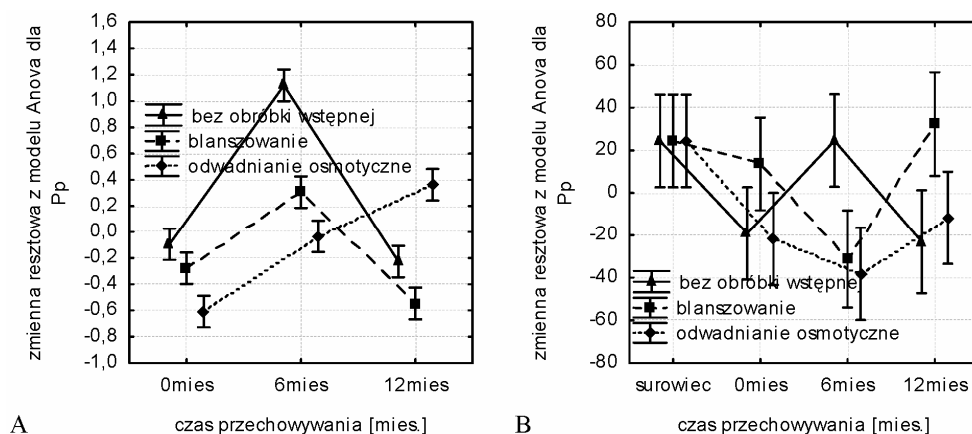 zmienna resztowa z modelu Anova dla
Pp
1,6
1,4
1,2
1,0
0,8
0,6
0,4
0,2
0,0
-0,2
-0,4
-0,6
-0,8
-1,0
bez obróbki wstępnej
blanszowanie
odwadnianie osmotyczne
0mies
6mies
12mies
czas przechowywania [mies.]
A
zmienna resztowa z modelu Anova dla
Pp
80
60
40
20
0
-20
-40
-60
-80
bez obróbki wstępnej
blanszowanie
odwadnianie osmotyczne
surowiec
0mies
6mies
12mies
czas przechowywania [mies.]
B